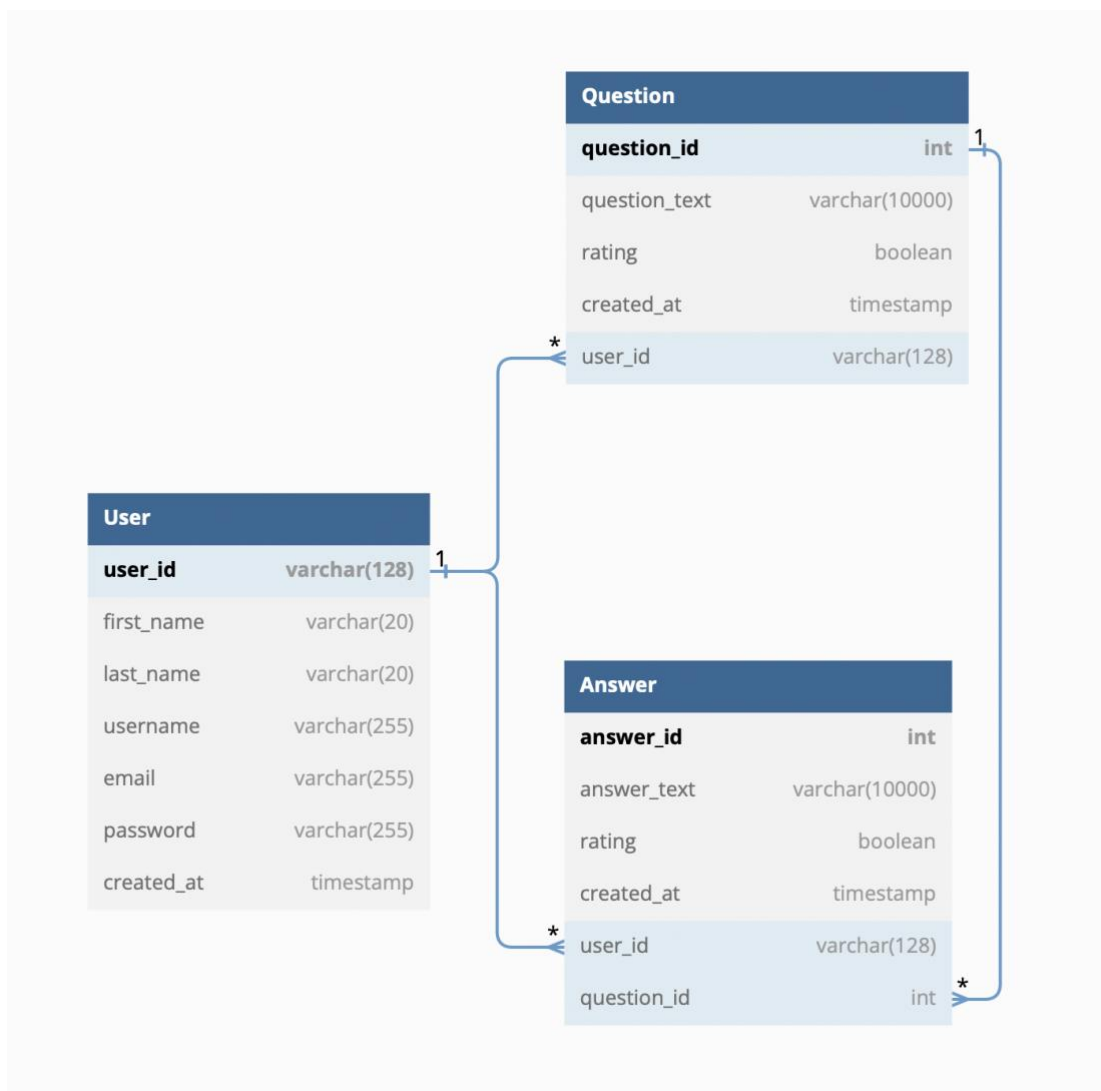 Question
question_id int 1
question_text varchar(10000)
rating boolean
created_at timestamp
* user_id varchar(128)
User
user_id varchar(128) 1
first_name varchar(20)
last_name varchar(20)
username varchar(255)
email varchar(255)
password varchar(255)
created_at timestamp
Answer
answer_id int
answer_text varchar(10000)
rating boolean
created_at timestamp
* user_id varchar(128)
question_id int *